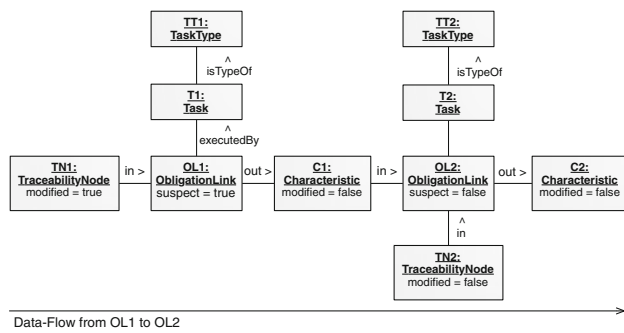 TT1:
TaskType
TT2:
TaskType
^
isTypeOf
^
isTypeOf
T1:
Task
T2:
Task
^
executedBy
TN1:
TraceabilityNode
modified = true
in >
OL1:
ObligationLink
suspect = true
out >
C1:
Characteristic
modified = false
in >
OL2:
ObligationLink
suspect = false
out >
C2:
Characteristic
modified = false
^
in
TN2:
TraceabilityNode
modified = false
Data-Flow from OL1 to OL2